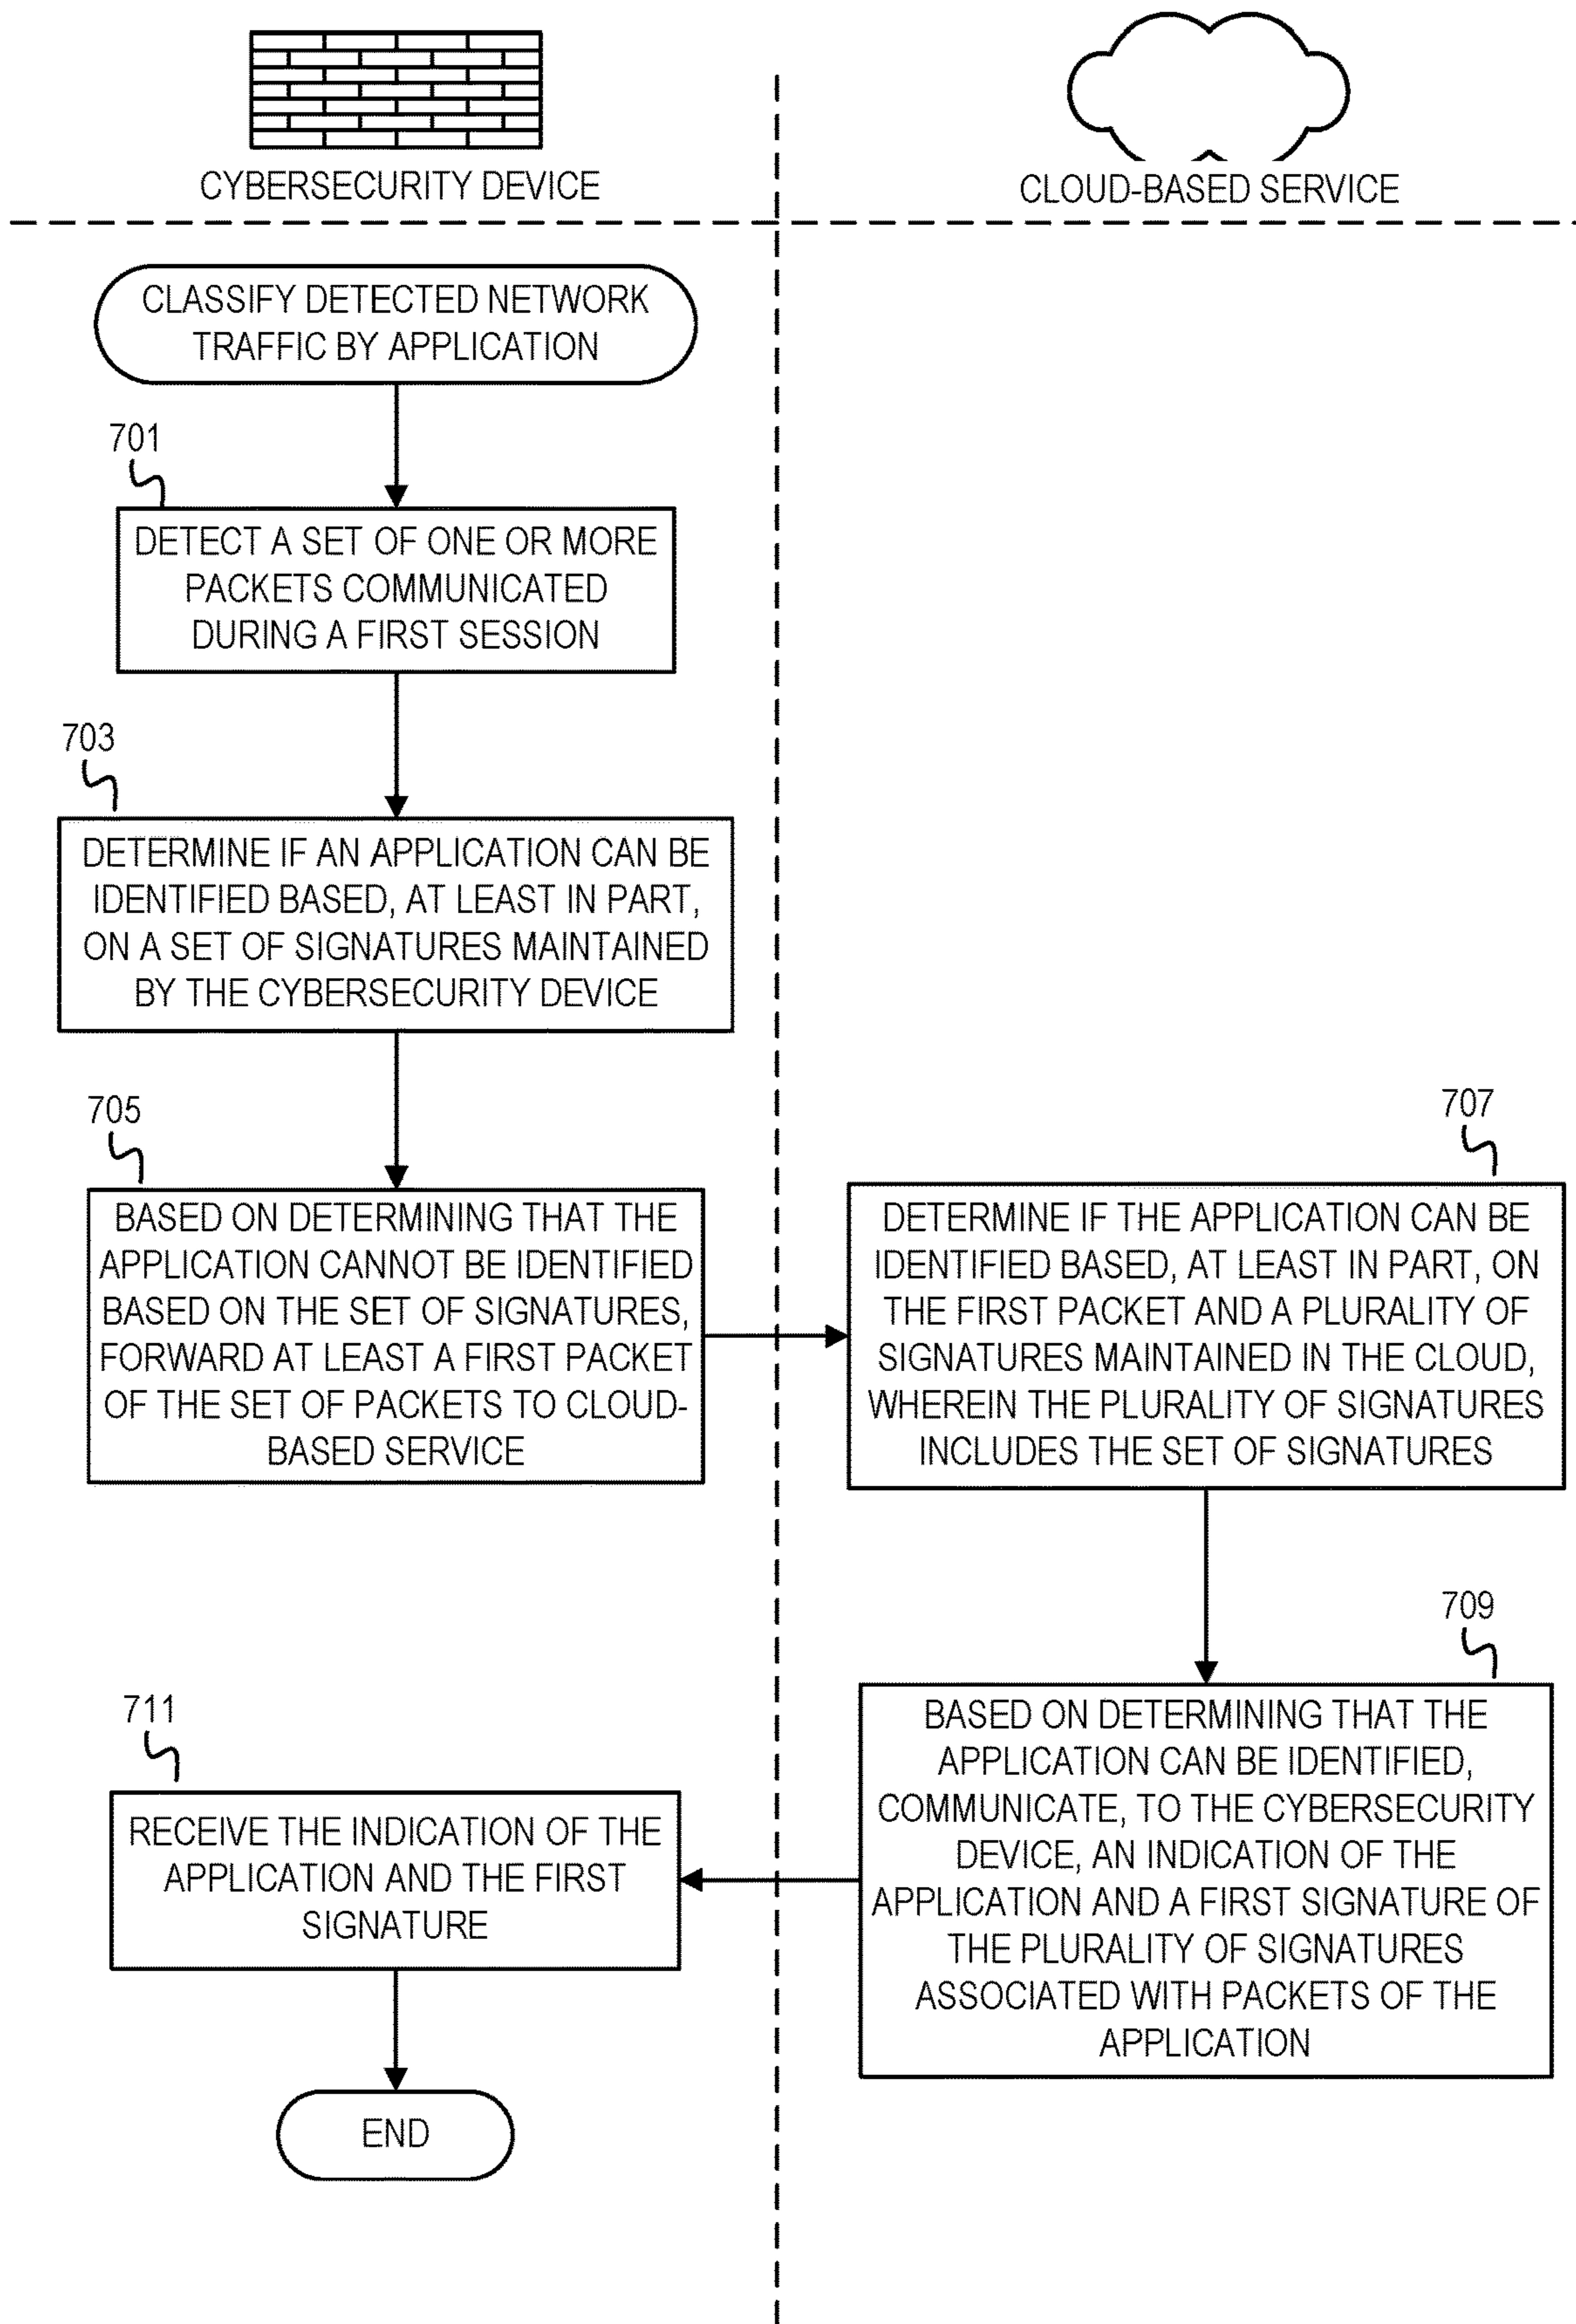 CYBERSECURITY DEVICE
CLOUD-BASED SERVICE
CLASSIFY DETECTED NETWORK
TRAFFIC BY APPLICATION
701
DETECT A SET OF ONE OR MORE
PACKETS COMMUNICATED
DURING A FIRST SESSION
703
DETERMINE IF AN APPLICATION CAN BE
IDENTIFIED BASED, AT LEAST IN PART,
ON A SET OF SIGNATURES MAINTAINED
BY THE CYBERSECURITY DEVICE
705
BASED ON DETERMINING THAT THE
APPLICATION CANNOT BE IDENTIFIED
BASED ON THE SET OF SIGNATURES,
FORWARD AT LEAST A FIRST PACKET
OF THE SET OF PACKETS TO CLOUD-
BASED SERVICE
707
DETERMINE IF THE APPLICATION CAN BE
IDENTIFIED BASED, AT LEAST IN PART, ON
THE FIRST PACKET AND A PLURALITY OF
SIGNATURES MAINTAINED IN THE CLOUD,
WHEREIN THE PLURALITY OF SIGNATURES
INCLUDES THE SET OF SIGNATURES
709
BASED ON DETERMINING THAT THE
APPLICATION CAN BE IDENTIFIED,
COMMUNICATE, TO THE CYBERSECURITY
DEVICE, AN INDICATION OF THE
APPLICATION AND A FIRST SIGNATURE OF
THE PLURALITY OF SIGNATURES
ASSOCIATED WITH PACKETS OF THE
APPLICATION
711
RECEIVE THE INDICATION OF THE
APPLICATION AND THE FIRST
SIGNATURE
END